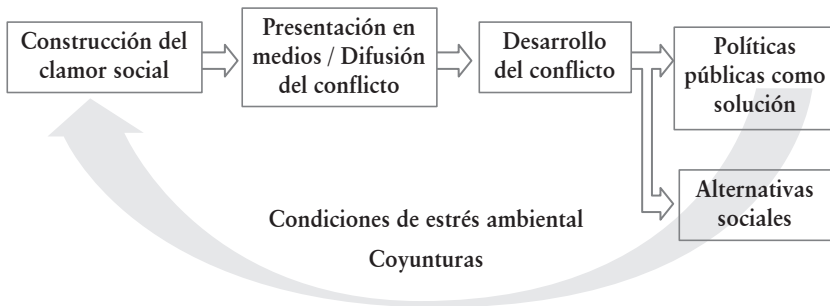 Construcción del
clamor social
Presentación en
medios / Difusión
del conflicto
Desarrollo
del conflicto
Políticas
públicas como
solución
Alternativas
sociales
Condiciones de estrés ambiental
Coyunturas